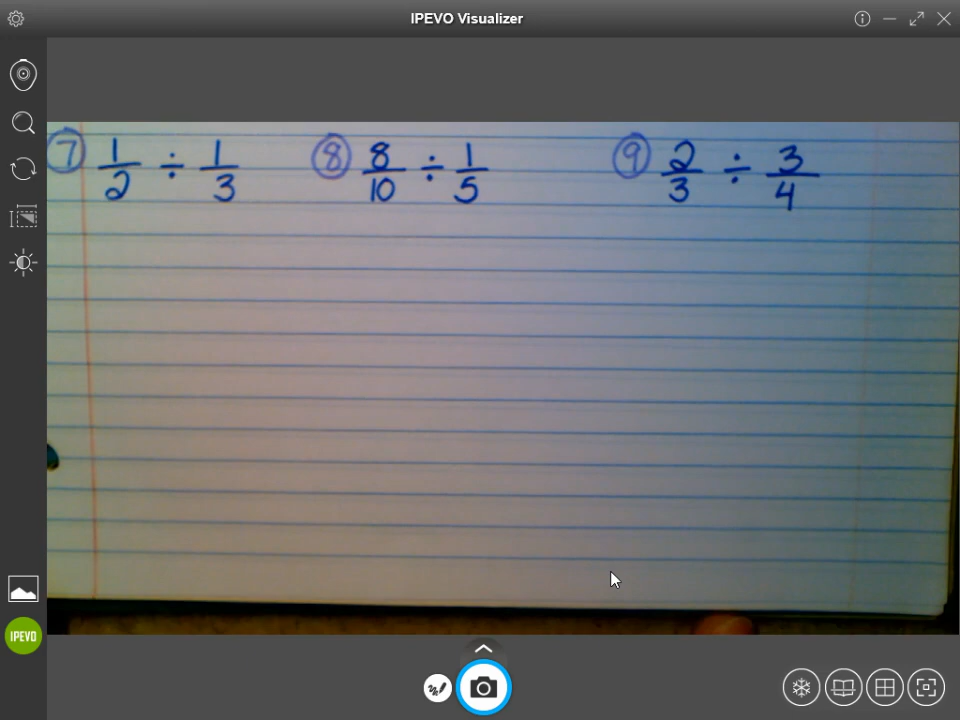 IPEVO Visualizer
⑦ 1/2 ÷ 1/3 ⑧ 8/10 ÷ 1/5 ⑨ 2/3 ÷ 3/4
IPEVO